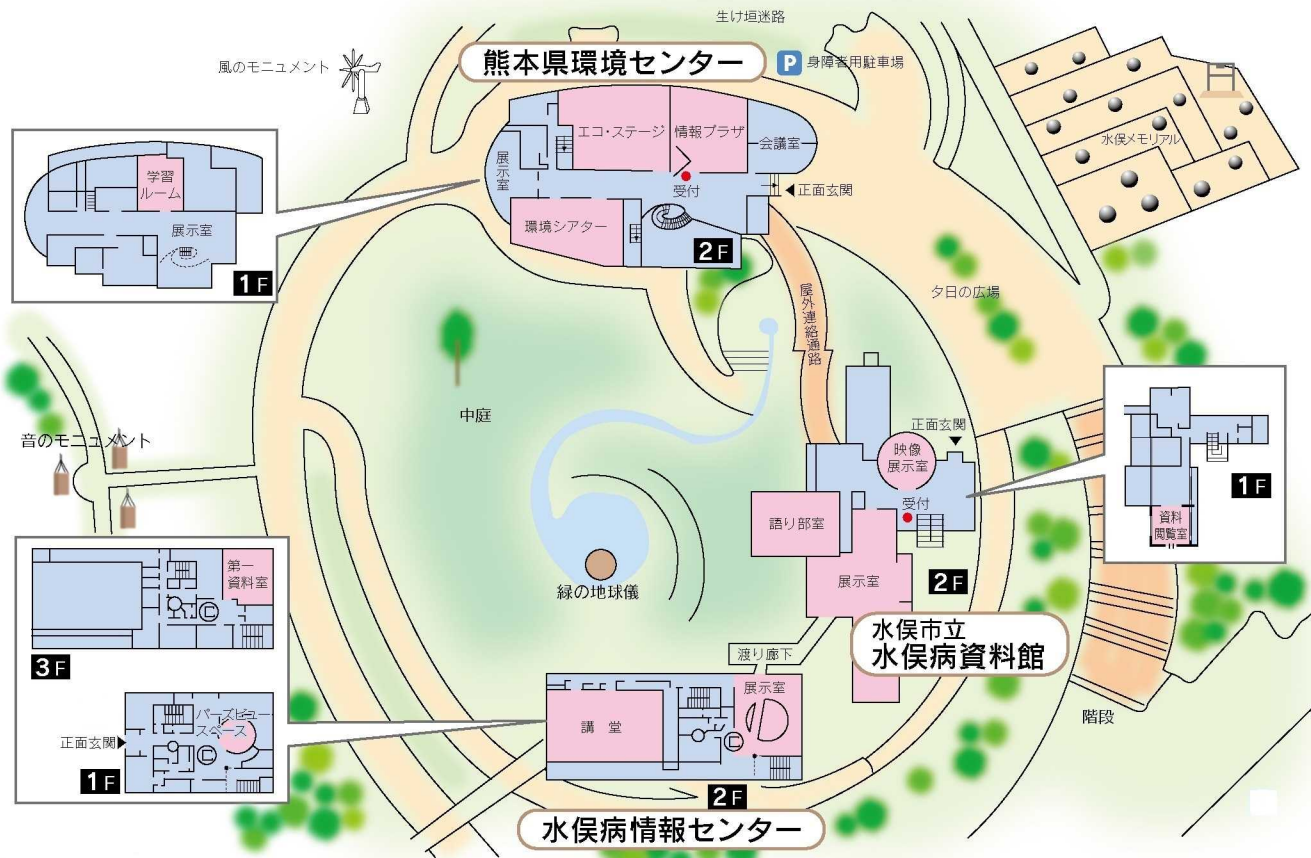 生け垣迷路
熊本県環境センター
P 身障者用駐車場
風のモニュメント
エコ・ステージ
情報プラザ
会議室
展示室
受付
正面玄関
環境シアター
2F
学習
ルーム
展示室
1F
水俣メモリアル
夕日の広場
屋外連絡通路
中庭
音のモニュメント
緑の地球儀
正面玄関
映像
展示室
受付
語り部室
展示室
2F
水俣市立
水俣病資料館
資料
閲覧室
1F
階段
渡り廊下
展示室
講堂
2F
水俣病情報センター
第一
資料室
3F
バーズビュー
スペース
正面玄関
1F